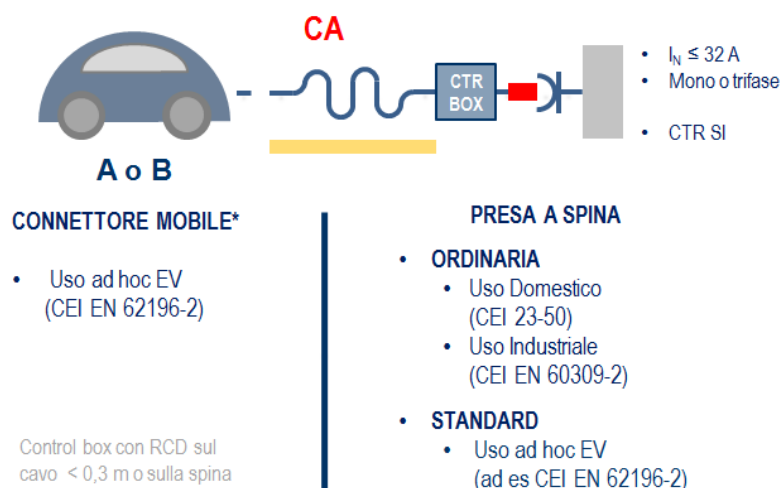 CA
CTR
BOX
• I_N ≤ 32 A
• Mono o trifase
• CTR SI
A o B
CONNETTORE MOBILE*
• Uso ad hoc EV
(CEI EN 62196-2)
Control box con RCD sul
cavo < 0,3 m o sulla spina
PRESA A SPINA
• ORDINARIA
• Uso Domestico
(CEI 23-50)
• Uso Industriale
(CEI EN 60309-2)
• STANDARD
• Uso ad hoc EV
(ad es CEI EN 62196-2)